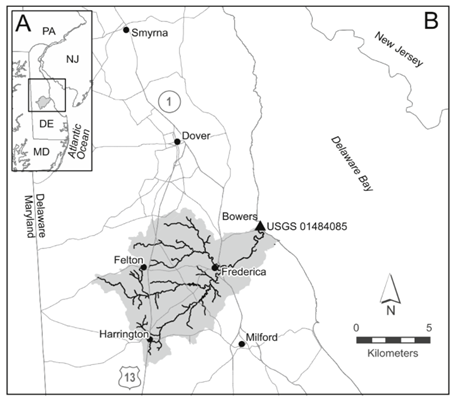 A
PA
NJ
DE
MD
Atlantic
Ocean
B
Smyrna
New Jersey
1
Dover
Delaware Bay
Delaware
Maryland
Bowers
USGS 01484085
Felton
Frederica
Harrington
Milford
N
0 5
Kilometers
13